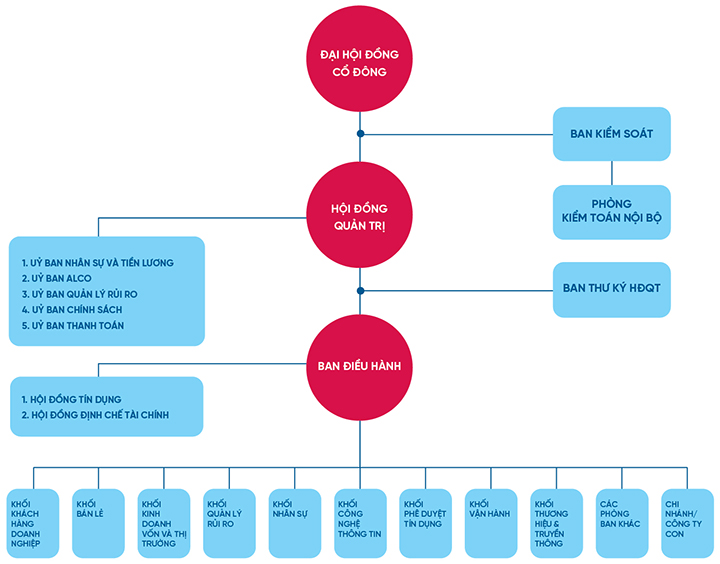 ĐẠI HỘI ĐỒNG
CỔ ĐÔNG
BAN KIỂM SOÁT
PHÒNG
KIỂM TOÁN NỘI BỘ
HỘI ĐỒNG
QUẢN TRỊ
1. UỶ BAN NHÂN SỰ VÀ TIỀN LƯƠNG
2. UỶ BAN ALCO
3. UỶ BAN QUẢN LÝ RỦI RO
4. UỶ BAN CHÍNH SÁCH
5. UỶ BAN THANH TOÁN
BAN THƯ KÝ HĐQT
BAN ĐIỀU HÀNH
1. HỘI ĐỒNG TÍN DỤNG
2. HỘI ĐỒNG ĐỊNH CHẾ TÀI CHÍNH
KHỐI
KHÁCH
HÀNG
DOANH
NGHIỆP
KHỐI
BÁN LẺ
KHỐI
KINH
DOANH
VỐN VÀ THỊ
TRƯỜNG
KHỐI
QUẢN LÝ
RỦI RO
KHỐI
NHÂN SỰ
KHỐI
CÔNG
NGHỆ
THÔNG TIN
KHỐI
PHÊ DUYỆT
TÍN DỤNG
KHỐI
VẬN HÀNH
KHỐI
THƯƠNG
HIỆU &
TRUYỀN
THÔNG
CÁC
PHÒNG
BAN KHÁC
CHI
NHÁNH/
CÔNG TY
CON